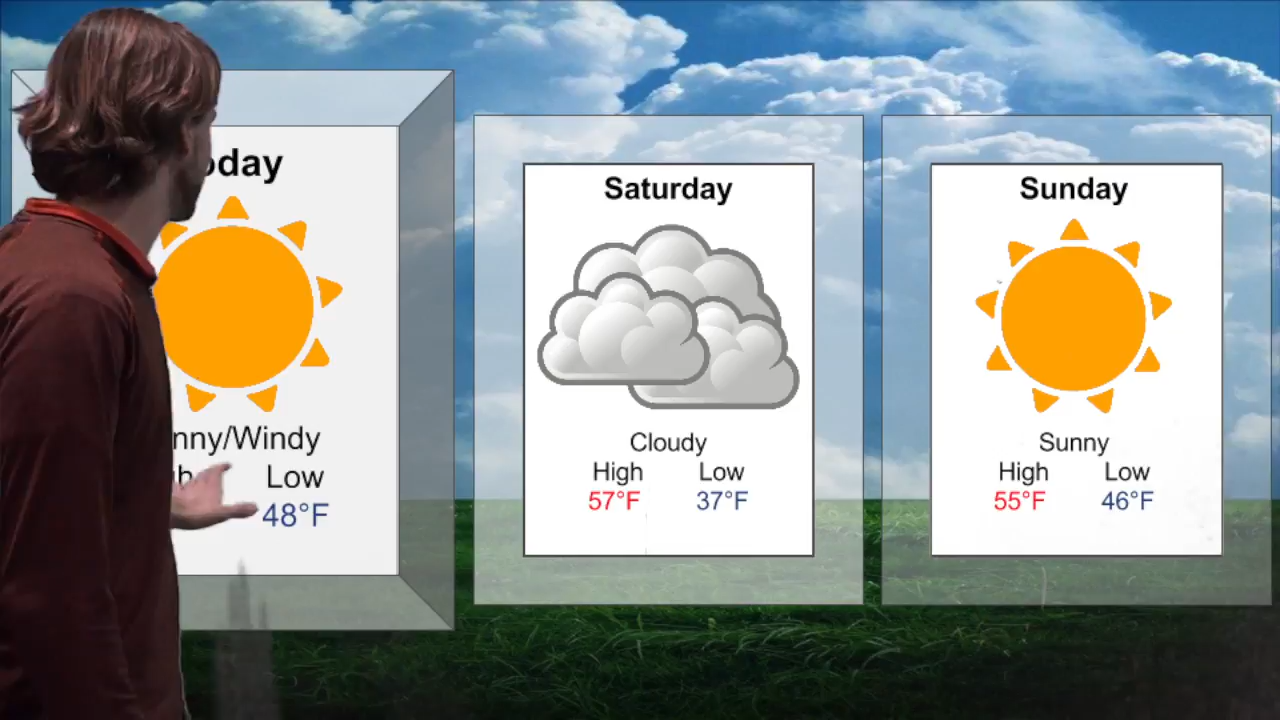 oday
nny/Windy
Low
48°F
Saturday
Cloudy
High Low
57°F 37°F
Sunday
Sunny
High Low
55°F 46°F